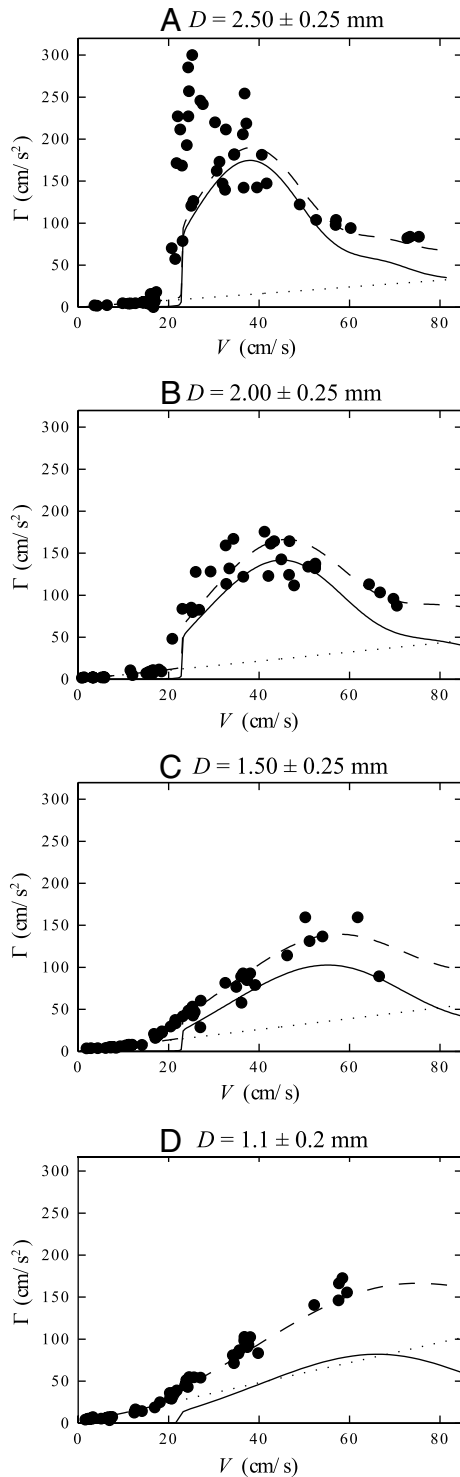 A D = 2.50 ± 0.25 mm
300
250
200
150
100
50
0
Γ (cm/s²)
0 20 40 60 80
V (cm/s)
B D = 2.00 ± 0.25 mm
300
250
200
150
100
50
0
Γ (cm/s²)
0 20 40 60 80
V (cm/s)
C D = 1.50 ± 0.25 mm
300
250
200
150
100
50
0
Γ (cm/s²)
0 20 40 60 80
V (cm/s)
D D = 1.1 ± 0.2 mm
300
250
200
150
100
50
0
Γ (cm/s²)
0 20 40 60 80
V (cm/s)